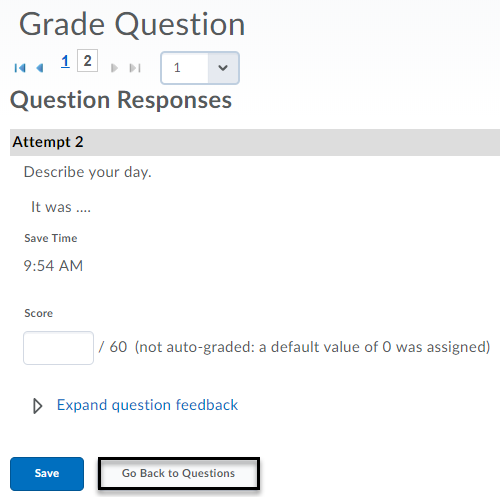 Grade Question
1 2 1
Question Responses
Attempt 2
Describe your day.
It was ....
Save Time
9:54 AM
Score
/ 60 (not auto-graded: a default value of 0 was assigned)
Expand question feedback
Save Go Back to Questions